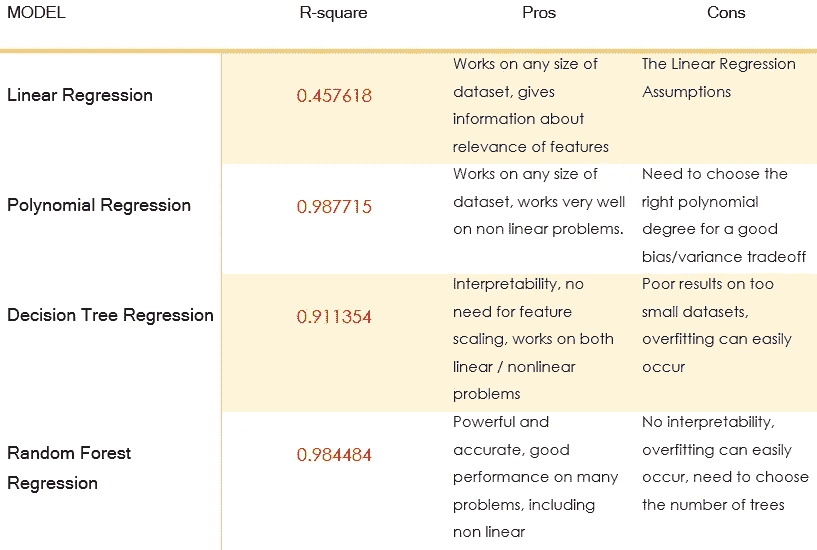 MODEL R-square Pros Cons
Linear Regression
0.457618
Works on any size of
dataset, gives
information about
relevance of features
The Linear Regression
Assumptions
Polynomial Regression
0.987715
Works on any size of
dataset, works very well
on non linear problems.
Need to choose the
right polynomial
degree for a good
bias/variance tradeoff
Decision Tree Regression
0.911354
Interpretability, no
need for feature
scaling, works on both
linear / nonlinear
problems
Poor results on too
small datasets,
overfitting can easily
occur
Random Forest
Regression
0.984484
Powerful and
accurate, good
performance on many
problems, including
non linear
No interpretability,
overfitting can easily
occur, need to choose
the number of trees